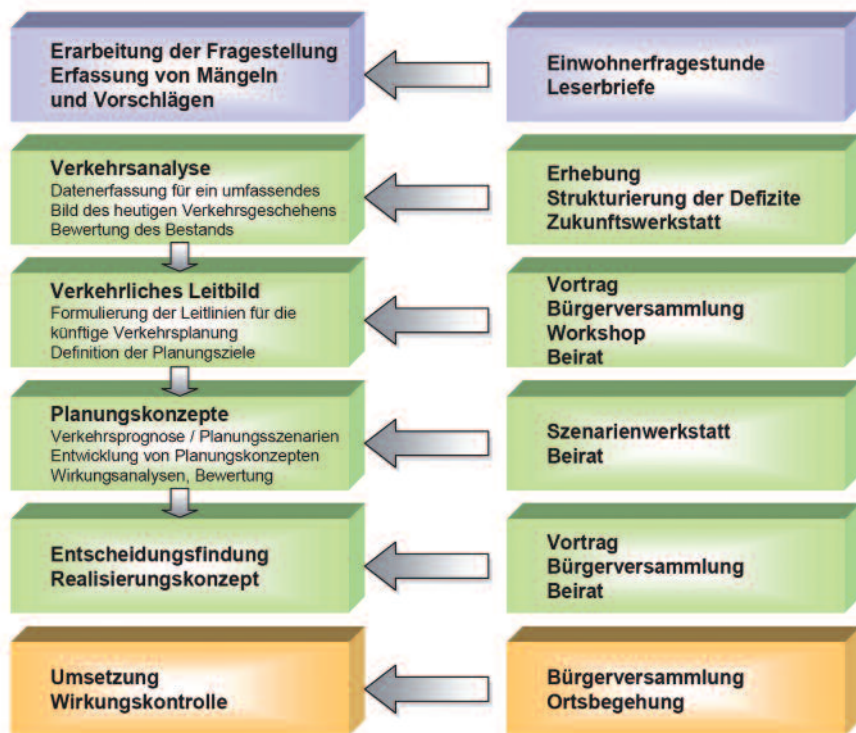 Erarbeitung der Fragestellung
Erfassung von Mängeln
und Vorschlägen
Einwohnerfragestunde
Leserbriefe
Verkehrsanalyse
Datenerfassung für ein umfassendes
Bild des heutigen Verkehrsgeschehens
Bewertung des Bestands
Erhebung
Strukturierung der Defizite
Zukunftswerkstatt
Verkehrliches Leitbild
Formulierung der Leitlinien für die
künftige Verkehrsplanung
Definition der Planungsziele
Vortrag
Bürgerversammlung
Workshop
Beirat
Planungskonzepte
Verkehrsprognose / Planungsszenarien
Entwicklung von Planungskonzepten
Wirkungsanalysen, Bewertung
Szenarienwerkstatt
Beirat
Entscheidungsfindung
Realisierungskonzept
Vortrag
Bürgerversammlung
Beirat
Umsetzung
Wirkungskontrolle
Bürgerversammlung
Ortsbegehung